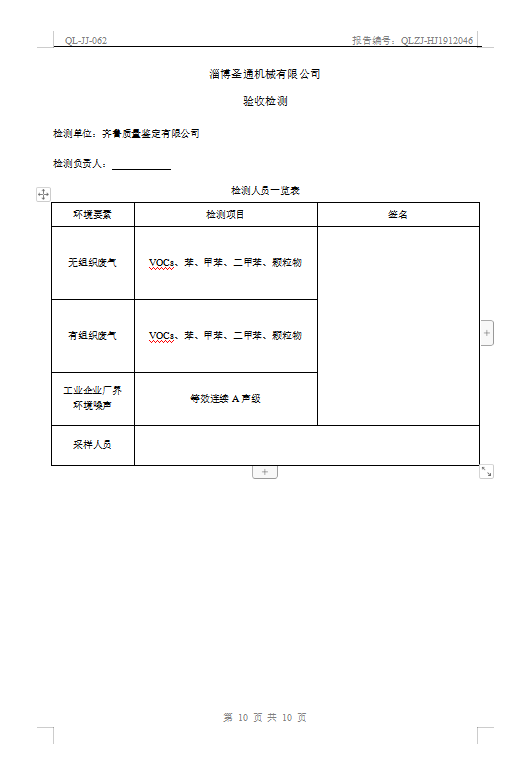 QL-JJ-062 报告编号：QLZJ-HJ1912046
淄博圣通机械有限公司
验收检测
检测单位：齐鲁质量鉴定有限公司
检测负责人：
检测人员一览表
环境要素 检测项目 签名
无组织废气 VOCs、苯、甲苯、二甲苯、颗粒物
有组织废气 VOCs、苯、甲苯、二甲苯、颗粒物
工业企业厂界
环境噪声 等效连续 A 声级
采样人员
第 10 页 共 10 页